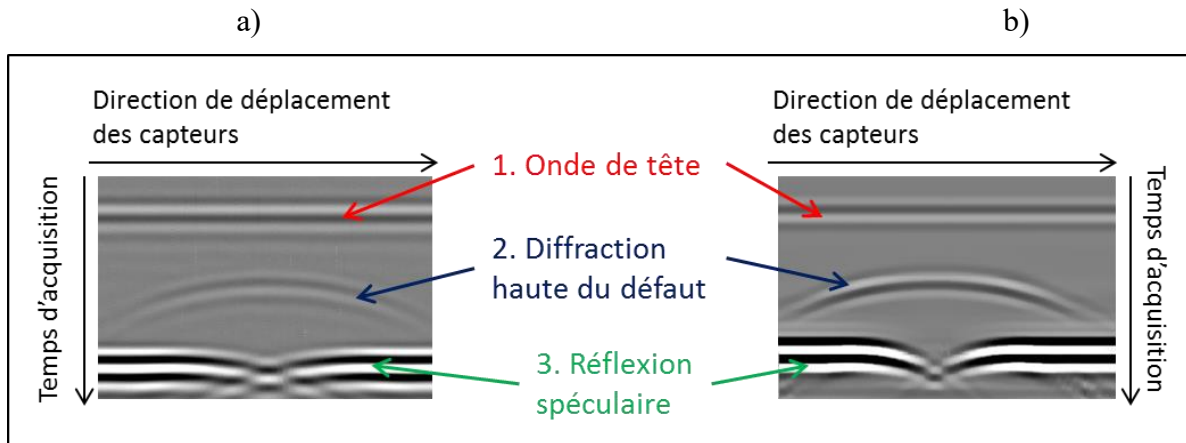 a)
b)
Direction de déplacement
des capteurs
Temps d’acquisition
1. Onde de tête
2. Diffraction
haute du défaut
3. Réflexion
spéculaire
Direction de déplacement
des capteurs
Temps d’acquisition